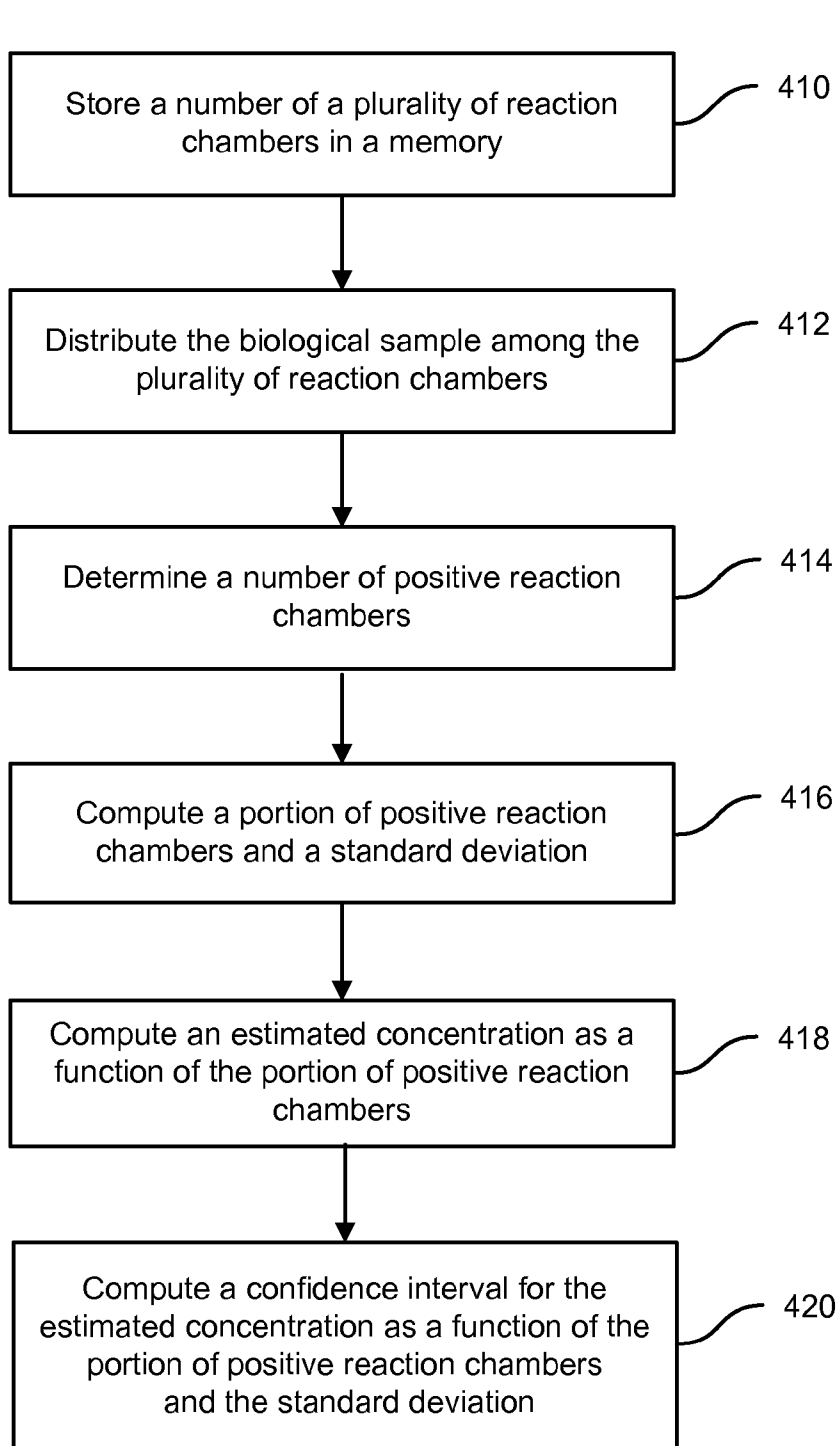 Store a number of a plurality of reaction
chambers in a memory
410
Distribute the biological sample among the
plurality of reaction chambers
412
Determine a number of positive reaction
chambers
414
Compute a portion of positive reaction
chambers and a standard deviation
416
Compute an estimated concentration as a
function of the portion of positive reaction
chambers
418
Compute a confidence interval for the
estimated concentration as a function of the
portion of positive reaction chambers
and the standard deviation
420